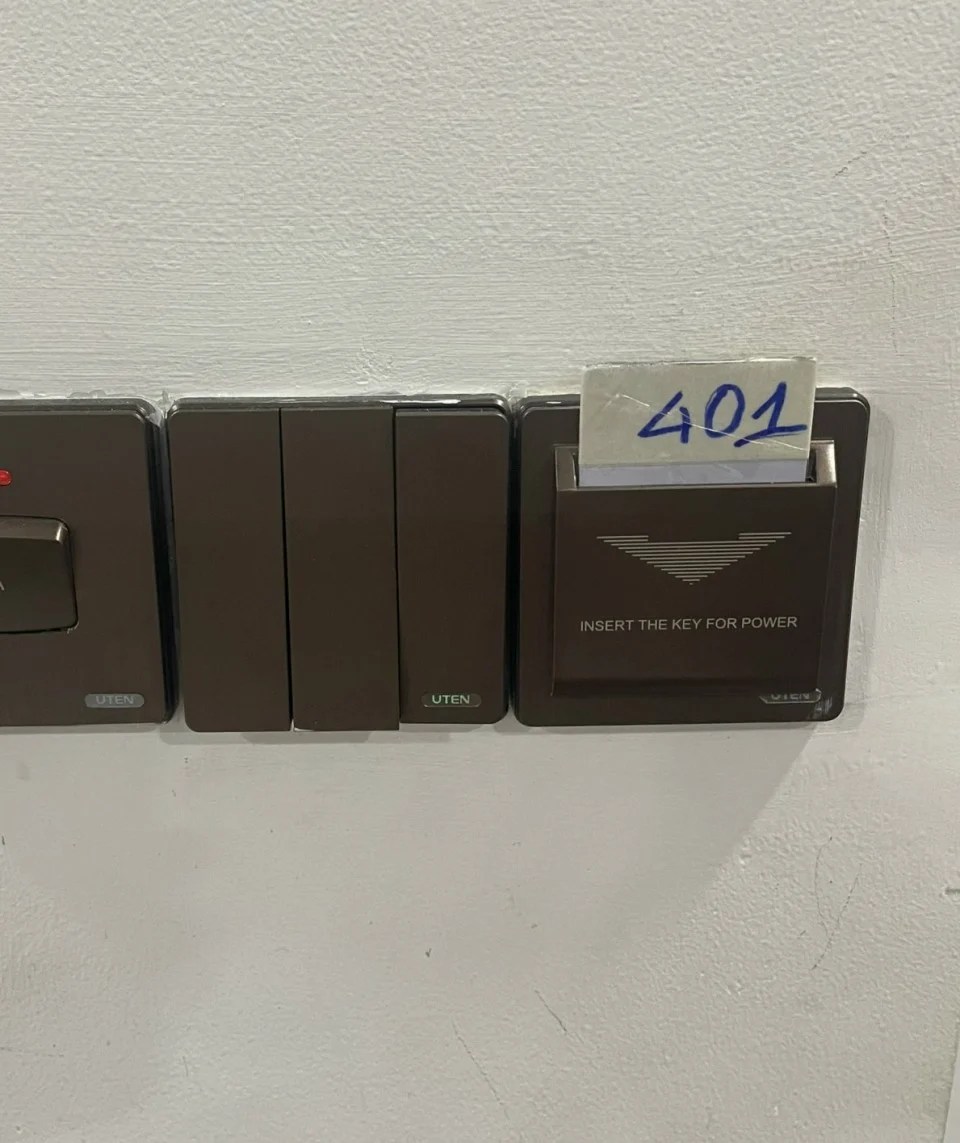 401
INSERT THE KEY FOR POWER
UTEN
UTEN
UTEN